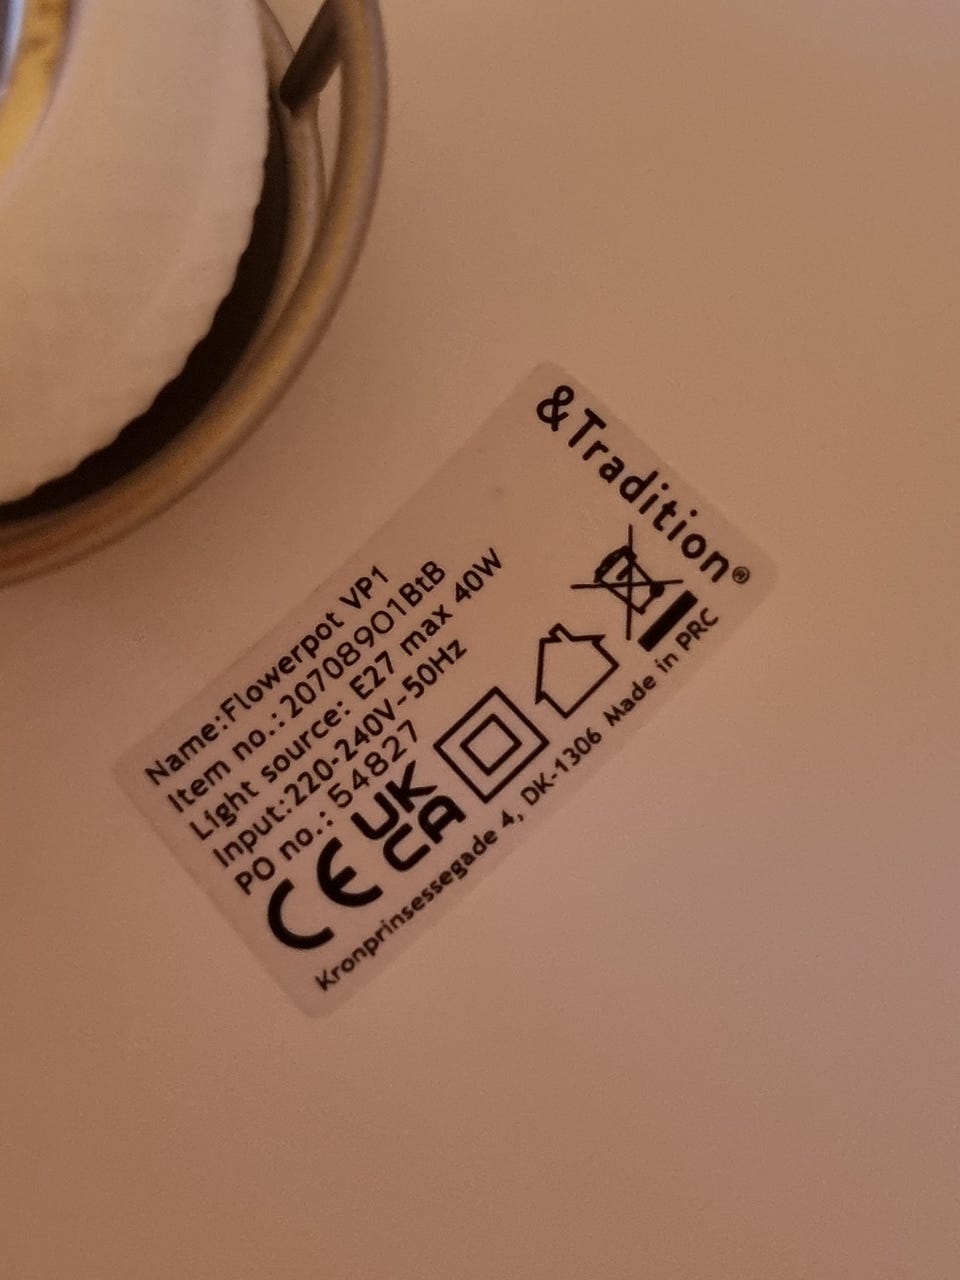 &Tradition®
Name:Flowerpot VP1
Item no.:20708901BtB
Light source: E27 max 40W
Input:220-240V~50Hz
PO no.: 54827
CE UK
CA
Kronprinsessegade 4, DK-1306 Made in PRC